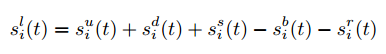 $s_i^l(t) = s_i^u(t) + s_i^d(t) + s_i^s(t) - s_i^b(t) - s_i^r(t)$